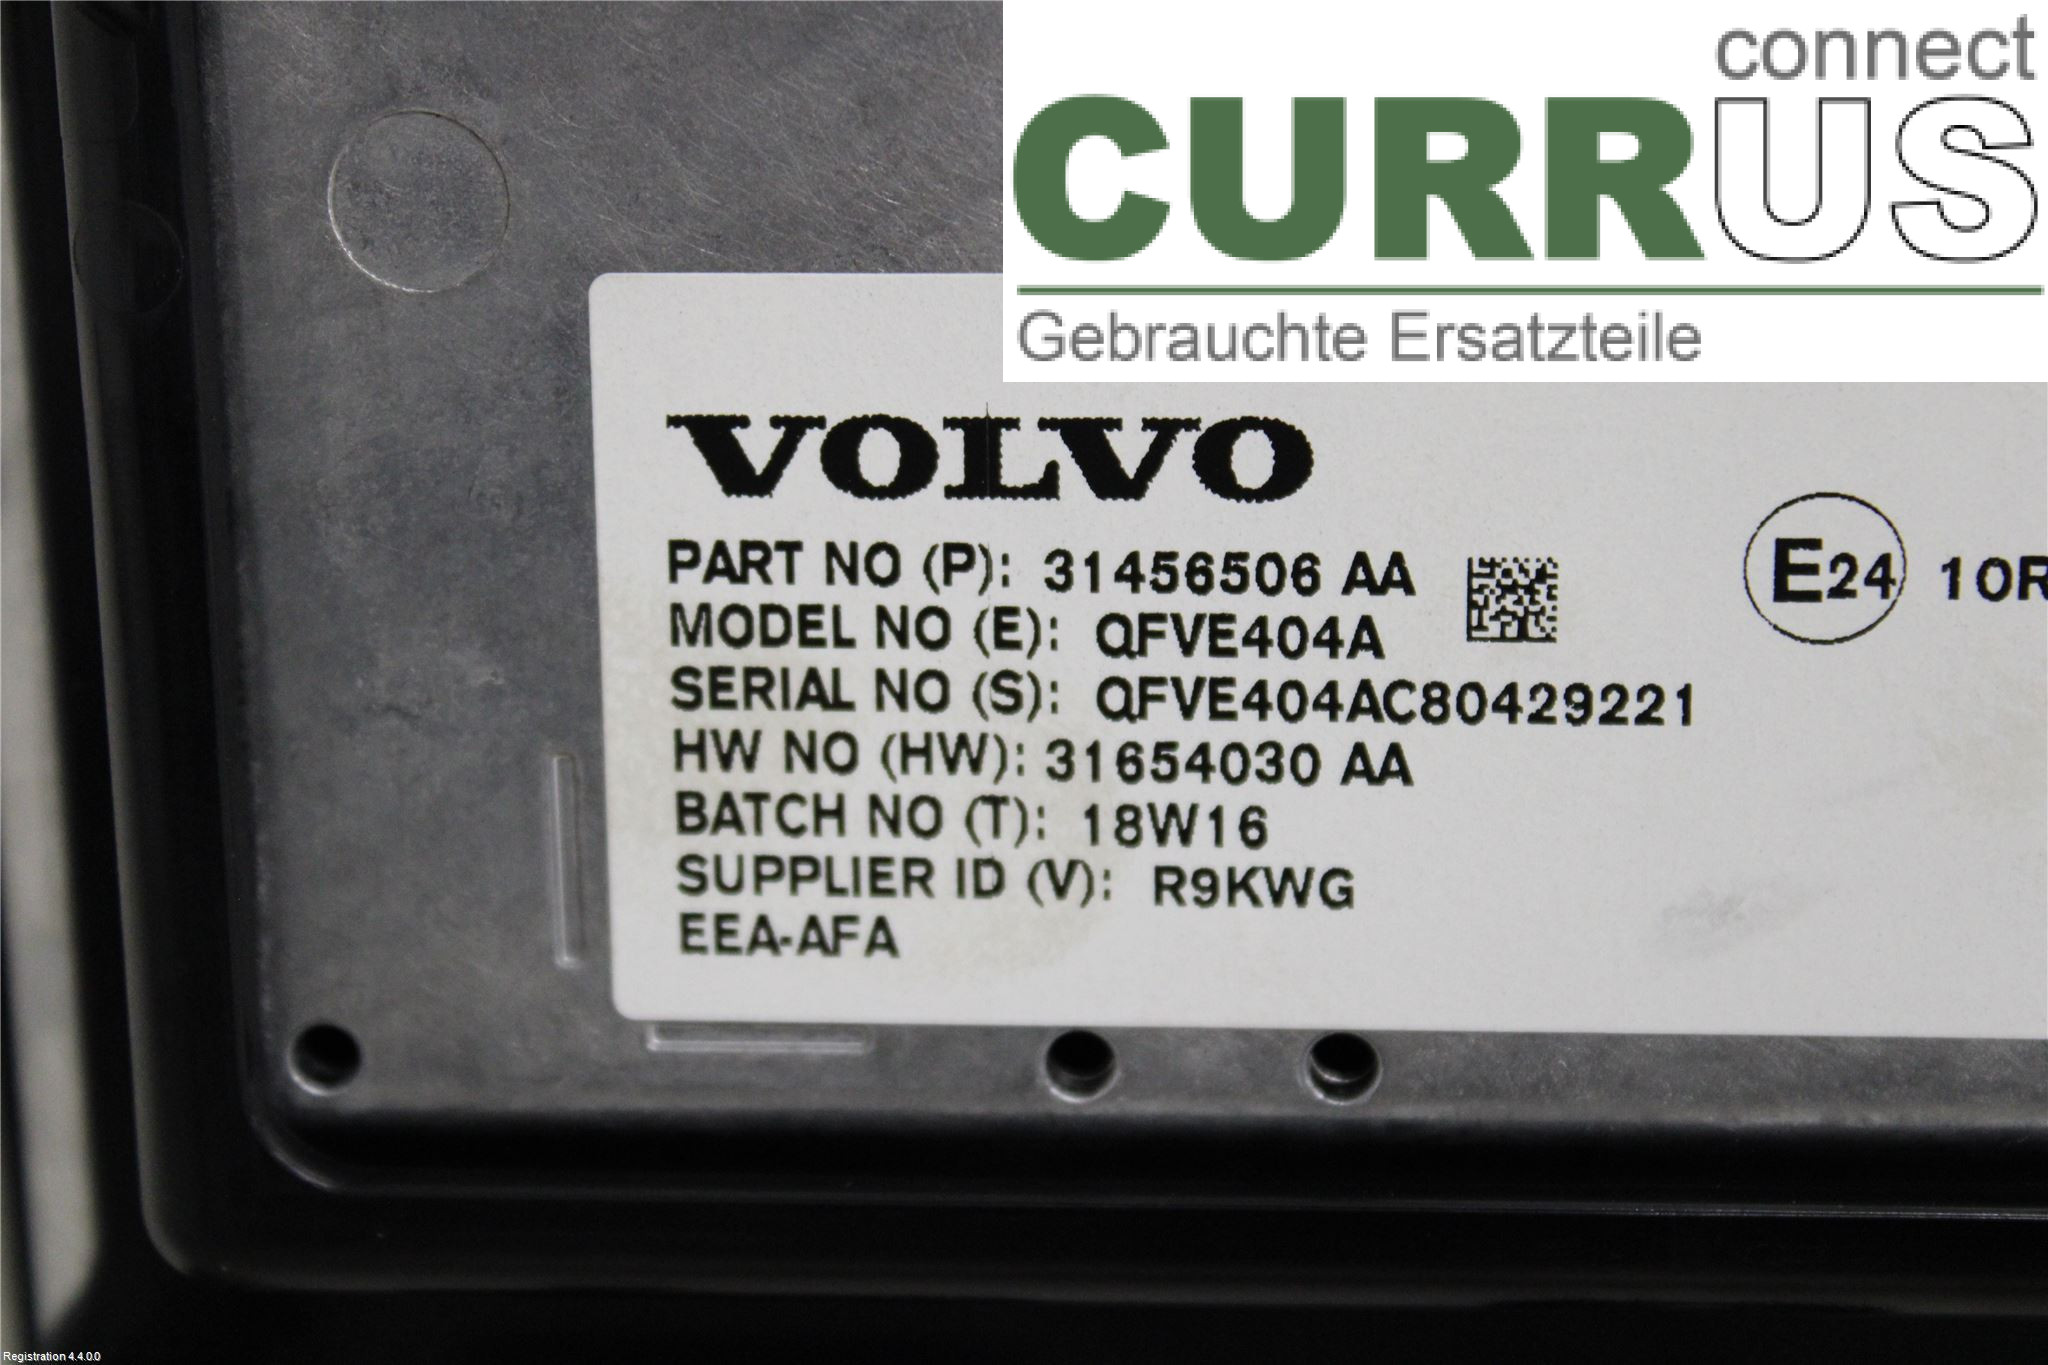 connect
CURRUS
Gebrauchte Ersatzteile
VOLVO
PART NO (P): 31456506 AA
MODEL NO (E): QFVE404A
SERIAL NO (S): QFVE404AC80429221
HW NO (HW): 31654030 AA
BATCH NO (T): 18W16
SUPPLIER ID (V): R9KWG
EEA-AFA
E24 10R
Registration 4.4.0.0